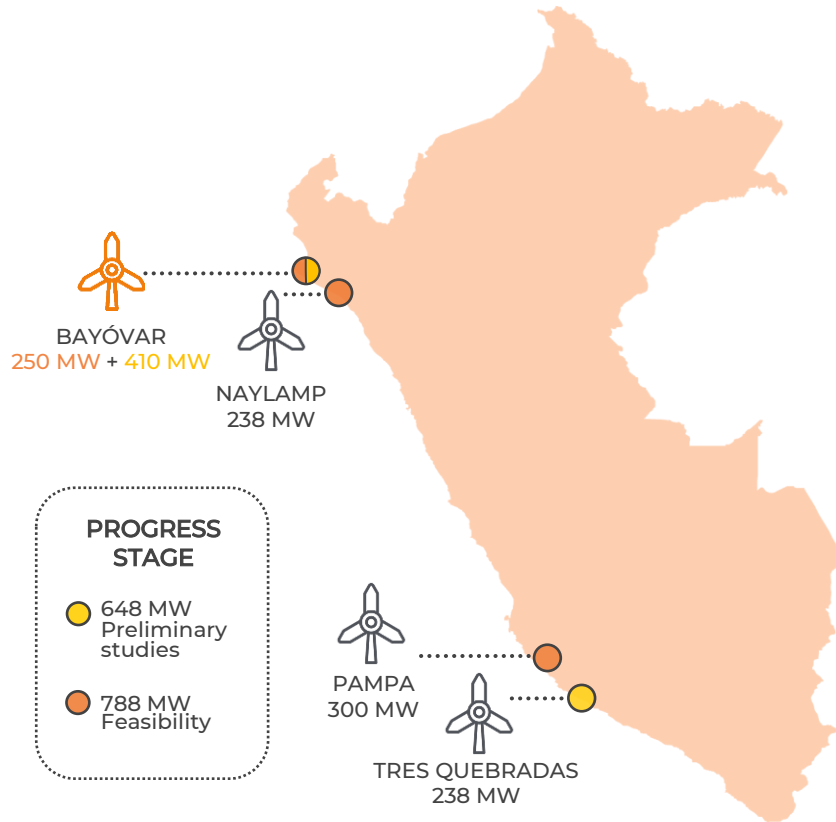 BAYÓVAR
250 MW + 410 MW
NAYLAMP
238 MW
PROGRESS
STAGE
648 MW
Preliminary
studies
788 MW
Feasibility
PAMPA
300 MW
TRES QUEBRADAS
238 MW